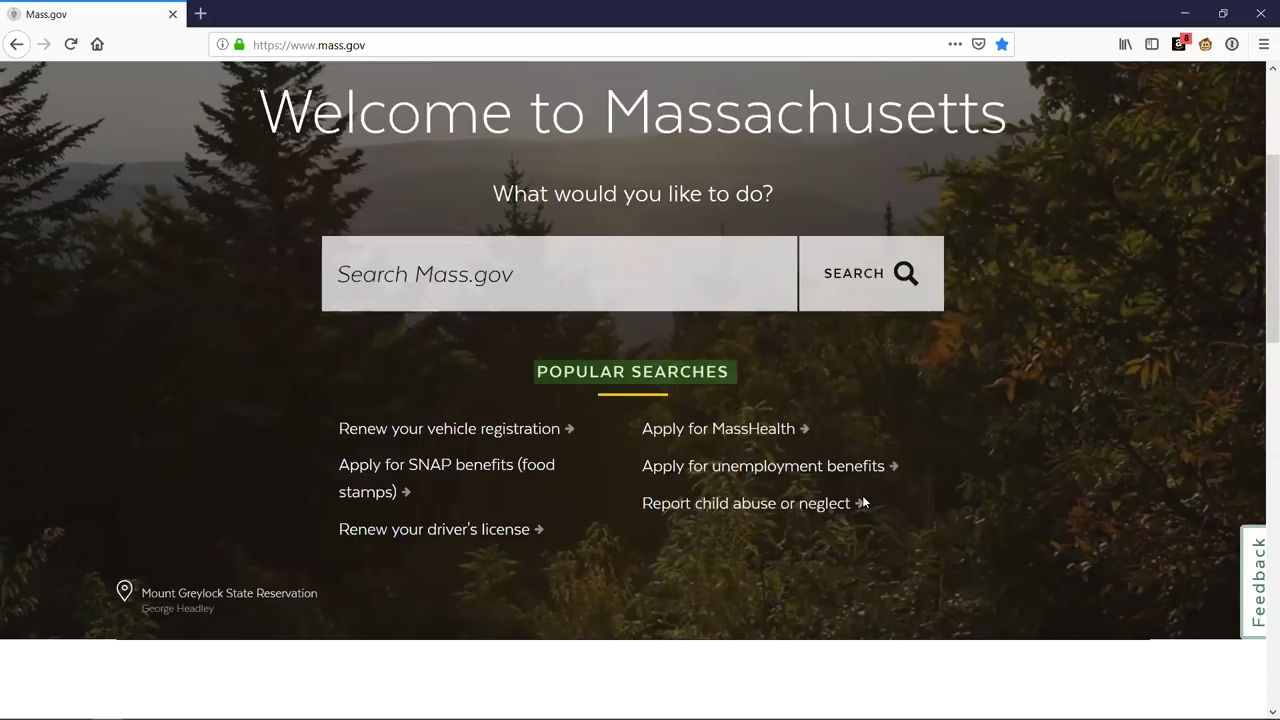 Mass.gov
https://www.mass.gov
8
Welcome to Massachusetts
What would you like to do?
Search Mass.gov
SEARCH
POPULAR SEARCHES
Renew your vehicle registration
Apply for SNAP benefits (food
stamps)
Renew your driver's license
Apply for MassHealth
Apply for unemployment benefits
Report child abuse or neglect
Mount Greylock State Reservation
George Headley
Feedback